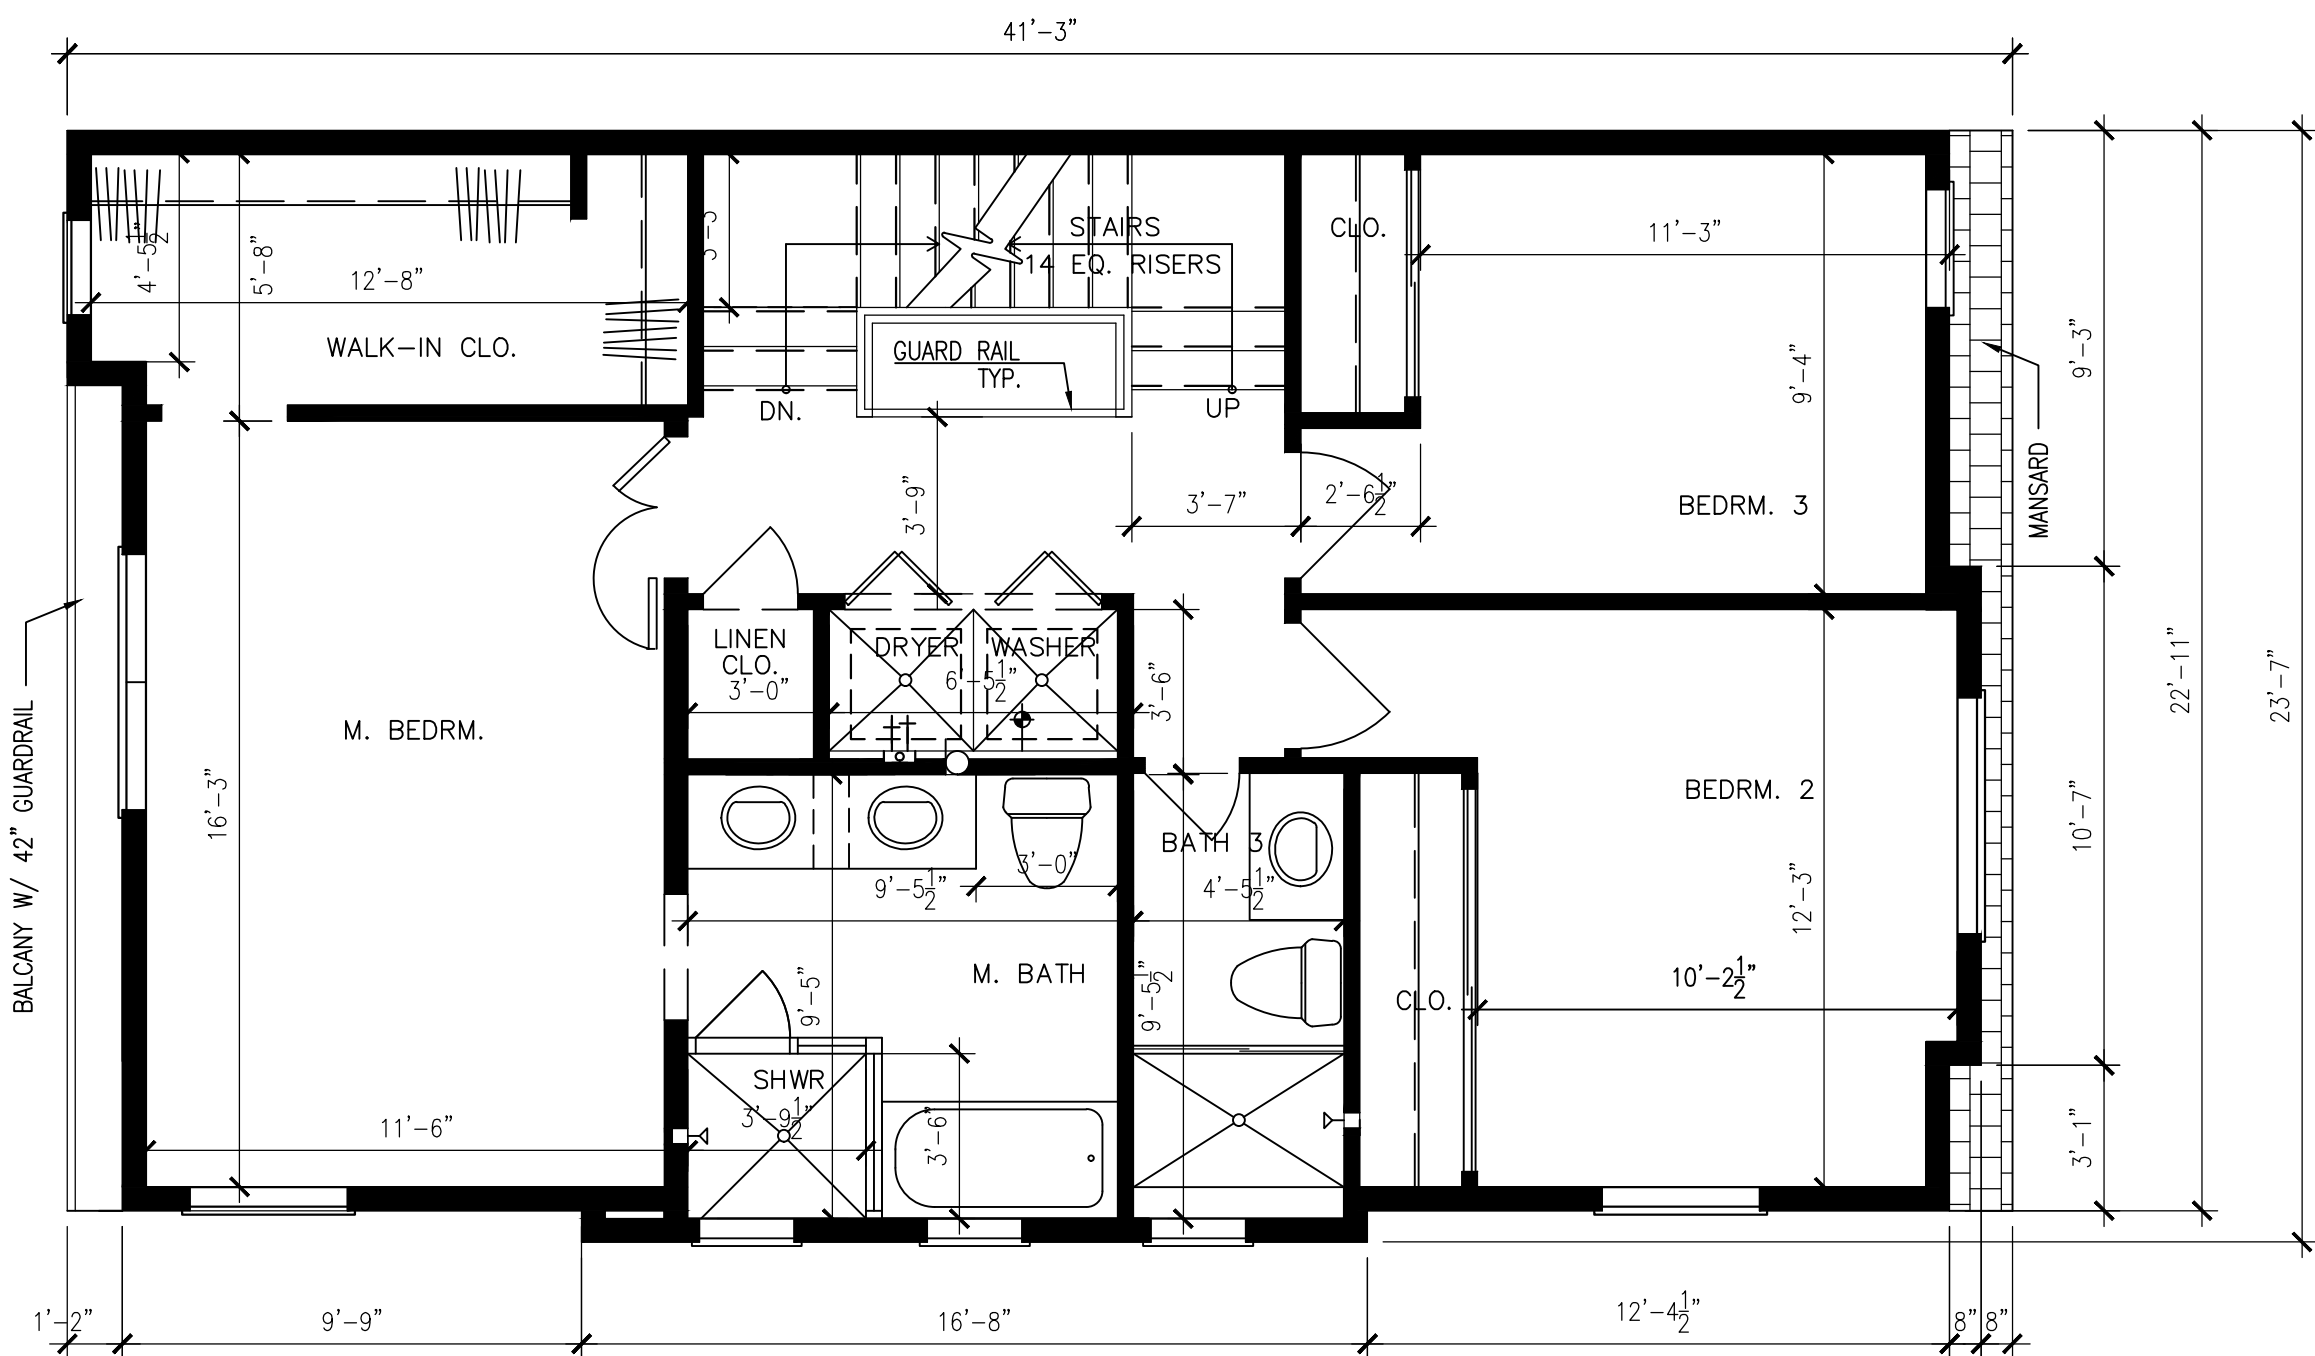 41'-3"
STAIRS
14 EQ. RISERS
CLO.
11'-3"
4'-5½"
5'-8"
12'-8"
WALK-IN CLO.
GUARD RAIL
TYP.
DN.
UP
9'-4"
9'-3"
MANSARD
3'-9"
3'-7"
2'-6½"
BEDRM. 3
LINEN
CLO.
3'-0"
DRYER
WASHER
6'-5½"
3'-6"
22'-11"
23'-7"
BALCANY W/ 42" GUARDRAIL
M. BEDRM.
16'-3"
BEDRM. 2
10'-7"
BATH 3
3'-0"
9'-5½"
4'-5½"
12'-3"
M. BATH
9'-5"
9'-5½"
CLO.
10'-2½"
SHWR
3'-9½"
3'-6"
11'-6"
3'-1"
1'-2"
9'-9"
16'-8"
12'-4½"
8"
8"